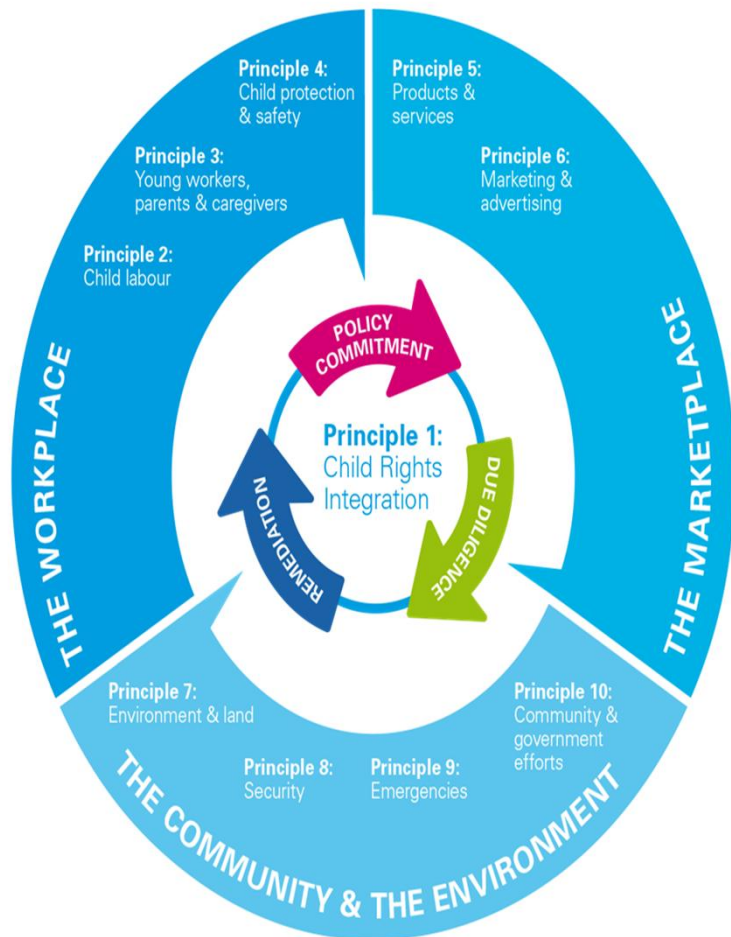 Principle 4:
Child protection
& safety
Principle 5:
Products &
services
Principle 3:
Young workers,
parents & caregivers
Principle 6:
Marketing &
advertising
Principle 2:
Child labour
THE WORKPLACE
THE MARKETPLACE
POLICY
COMMITMENT
Principle 1:
Child Rights
Integration
DUE DILIGENCE
REMEDIATION
Principle 7:
Environment & land
Principle 8:
Security
Principle 9:
Emergencies
Principle 10:
Community &
government
efforts
THE COMMUNITY & THE ENVIRONMENT